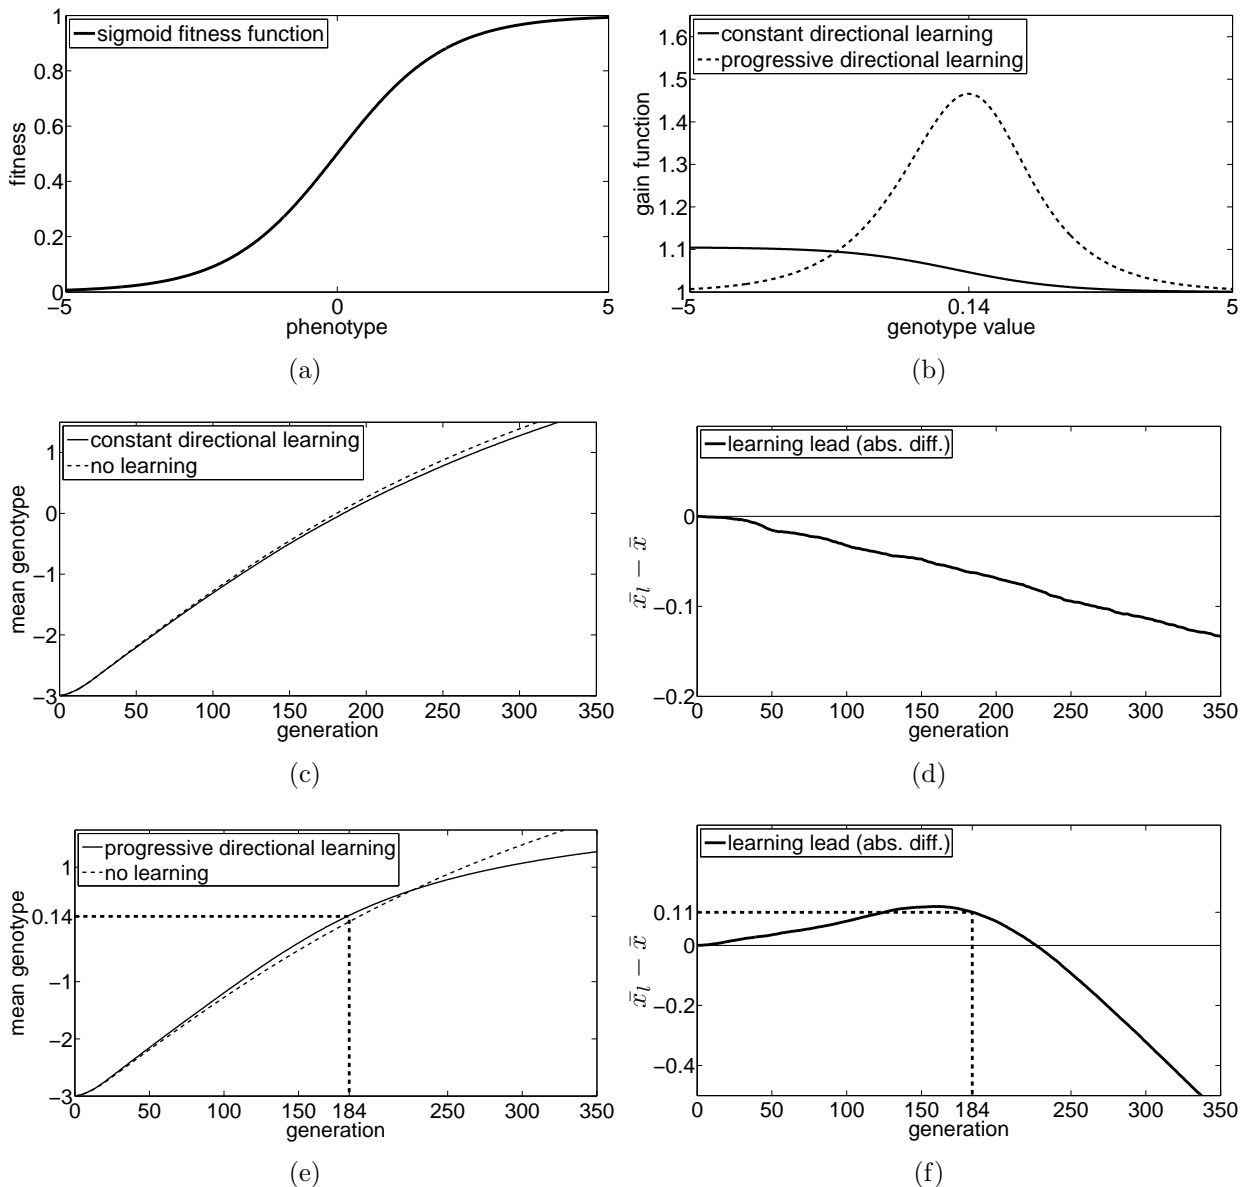 sigmoid fitness function
1
0.8
0.6
0.4
0.2
0
fitness
−5
0
5
phenotype
(a)
constant directional learning
progressive directional learning
1.6
1.5
1.4
1.3
1.2
1.1
1
gain function
−5
0.14
5
genotype value
(b)
constant directional learning
no learning
1
0
−1
−2
−3
mean genotype
0 50 100 150 200 250 300 350
generation
(c)
learning lead (abs. diff.)
0
−0.1
−0.2
x̄_l − x̄
0 50 100 150 200 250 300 350
generation
(d)
progressive directional learning
no learning
1
0.14
−1
−2
−3
mean genotype
0 50 100 150 184 250 300 350
generation
(e)
learning lead (abs. diff.)
0.11
0
−0.2
−0.4
x̄_l − x̄
0 50 100 150 184 250 300 350
generation
(f)